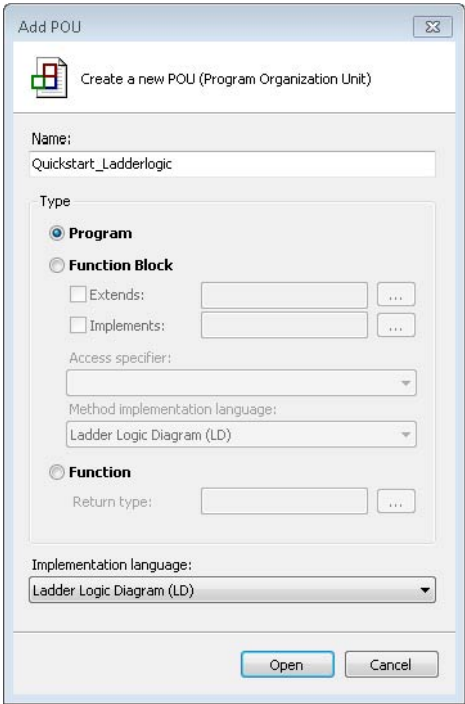 Add POU
Create a new POU (Program Organization Unit)
Name:
Quickstart_Ladderlogic
Type
Program
Function Block
Extends:
...
Implements:
...
Access specifier:
Method implementation language:
Ladder Logic Diagram (LD)
Function
Return type:
...
Implementation language:
Ladder Logic Diagram (LD)
Open Cancel